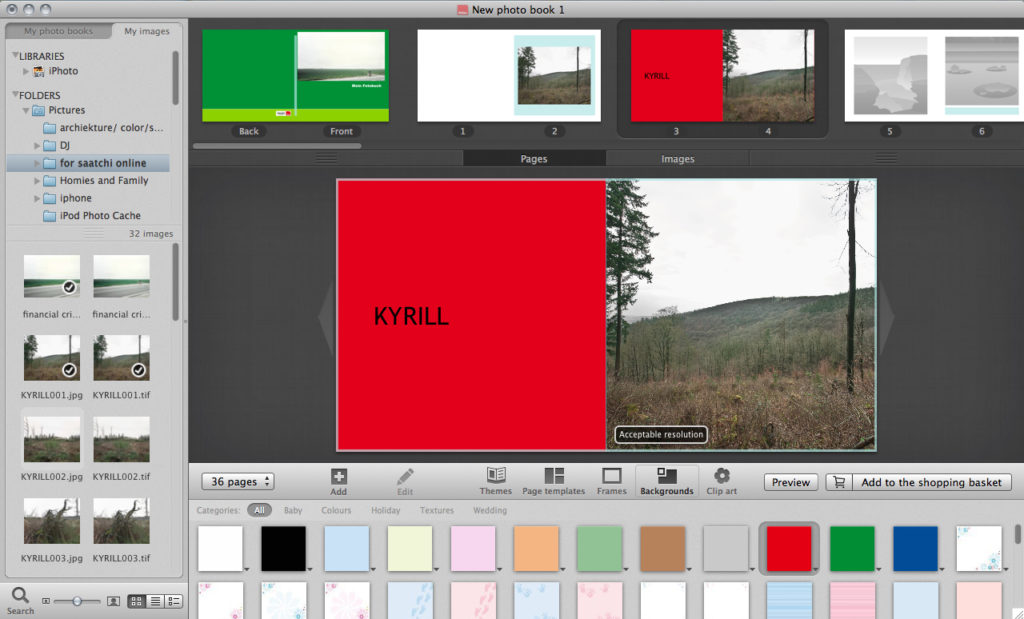 New photo book 1
My photo books
My images
LIBRARIES
iPhoto
FOLDERS
Pictures
archiekture/ color/s...
DJ
for saatchi online
Homies and Family
iphone
iPod Photo Cache
32 images
financial cri...
financial cri...
KYRILL001.jpg
KYRILL001.tif
KYRILL002.jpg
KYRILL002.tif
KYRILL003.jpg
KYRILL003.tif
Search
Mein Fotobuch
Back
Front
1
2
KYRILL
3
4
5
6
Pages
Images
KYRILL
Acceptable resolution
36 pages
Add
Edit
Themes
Page templates
Frames
Backgrounds
Clip art
Preview
Add to the shopping basket
Categories:
All
Baby
Colours
Holiday
Textures
Wedding